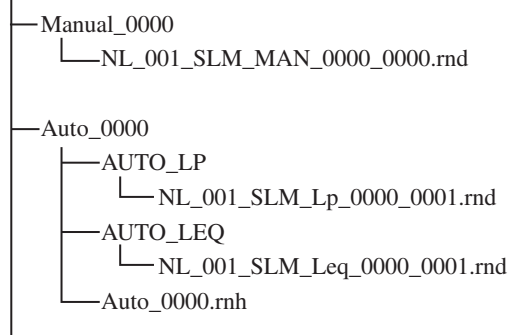 Manual_0000
NL_001_SLM_MAN_0000_0000.rnd
Auto_0000
AUTO_LP
NL_001_SLM_Lp_0000_0001.rnd
AUTO_LEQ
NL_001_SLM_Leq_0000_0001.rnd
Auto_0000.rnh